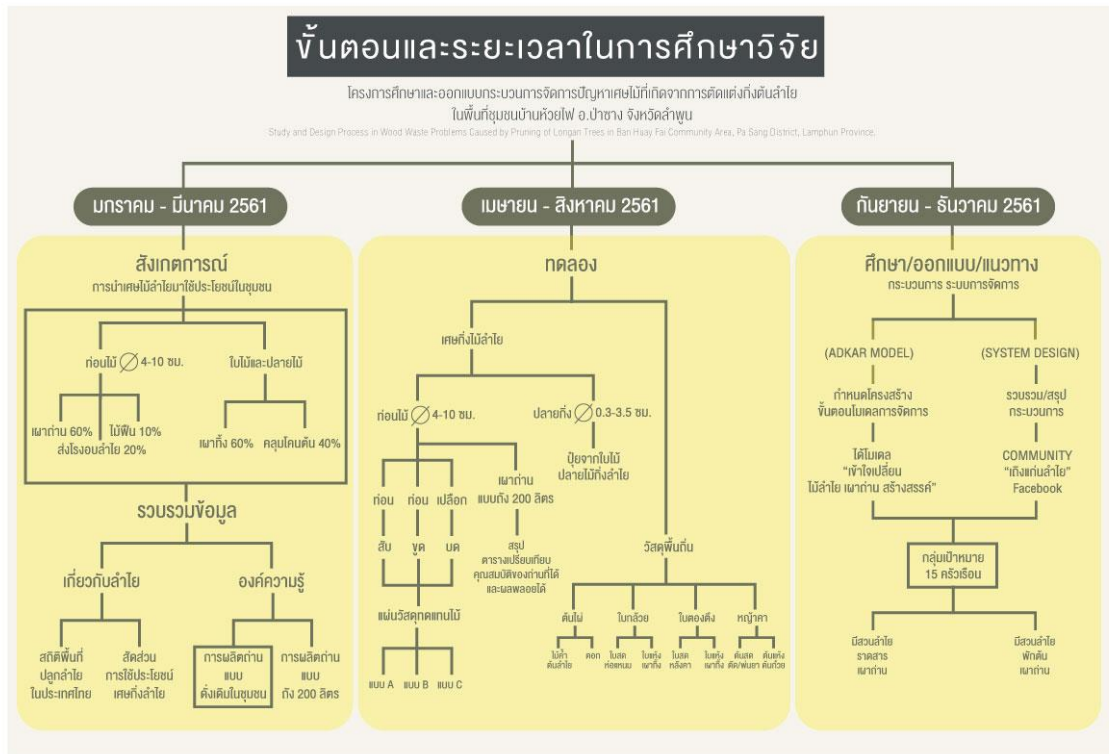 ขั้นตอนและระยะเวลาในการศึกษาวิจัย
โครงการศึกษาและออกแบบกระบวนการจัดการปัญหาเศษไม้ที่เกิดจากการตัดแต่งกิ่งต้นลำไย
ในพื้นที่ชุมชนบ้านห้วยไฟ อ.ป่าซาง จังหวัดลำพูน
Study and Design Process in Wood Waste Problems Caused by Pruning of Longan Trees in Ban Huay Fai Community Area, Pa Sang District, Lamphun Province.
มกราคม - มีนาคม 2561
สังเกตการณ์
การนำเศษไม้ลำไยมาใช้ประโยชน์ในชุมชน
ท่อนไม้ ∅ 4-10 ซม.
ใบไม้และปลายไม้
เผาถ่าน 60% ไม้ฟืน 10%
ส่งโรงอบลำไย 20%
เผาทิ้ง 60% คลุมโคนต้น 40%
รวบรวมข้อมูล
เกี่ยวกับลำไย
องค์ความรู้
สถิติพื้นที่
ปลูกลำไย
ในประเทศไทย
สัดส่วน
การใช้ประโยชน์
เศษกิ่งลำไย
การผลิตถ่าน
แบบ
ดั้งเดิมในชุมชน
การผลิตถ่าน
แบบ
ถัง 200 ลิตร
เมษายน - สิงหาคม 2561
ทดลอง
เศษกิ่งไม้ลำไย
ท่อนไม้ ∅ 4-10 ซม.
ปลายกิ่ง ∅ 0.3-3.5 ซม.
ปุ๋ยจากใบไม้
ปลายไม้กิ่งลำไย
ท่อน ท่อน เปลือก
สับ ขูด บด
เผาถ่าน
แบบถัง 200 ลิตร
สรุป
ตารางเปรียบเทียบ
คุณสมบัติของถ่านที่ได้
และผลพลอยได้
แผ่นวัสดุทดแทนไม้
แบบ A แบบ B แบบ C
วัสดุพื้นถิ่น
ต้นไผ่ ใบกล้วย ใบตองตึง หญ้าคา
ไม้ค้ำ
ต้นลำไย
ตอก
ใบสด
ห่อขนม
ใบแห้ง
เผาทิ้ง
ใบสด
หลังคา
ใบแห้ง
เผาทิ้ง
ต้นสด
ตัด/พ่นยา
ต้นแห้ง
กันยายน - ธันวาคม 2561
ศึกษา/ออกแบบ/แนวทาง
กระบวนการ ระบบการจัดการ
(ADKAR MODEL)
กำหนดโครงสร้าง
ขั้นตอนโมเดลการจัดการ
ได้โมเดล
"เข้าใจเปลี่ยน
ไม้ลำไย เผาถ่าน สร้างสรรค์"
(SYSTEM DESIGN)
รวบรวม/สรุป
กระบวนการ
COMMUNITY
"เถิงแก่นลำไย"
Facebook
กลุ่มเป้าหมาย
15 ครัวเรือน
มีสวนลำไย
ราดสาร
เผาถ่าน
มีสวนลำไย
พักต้น
เผาถ่าน